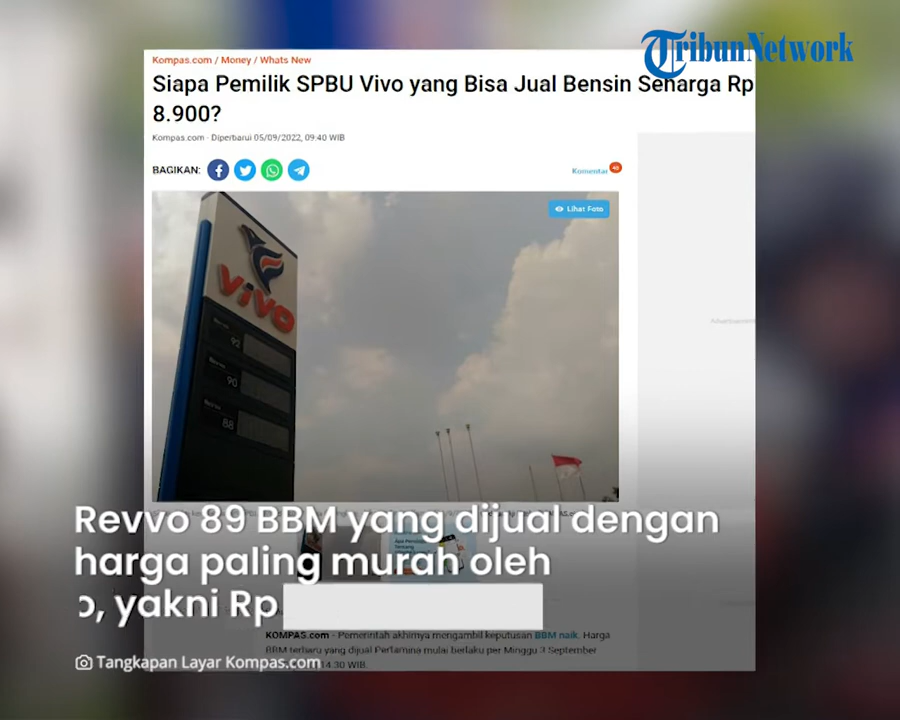 TribunNetwork
Kompas.com / Money / Whats New
Siapa Pemilik SPBU Vivo yang Bisa Jual Bensin Seharga Rp
8.900?
Kompas.com - Diperbarui 05/09/2022, 09:40 WIB
BAGIKAN:
Komentar 45
Lihat Foto
vivo
92
90
88
Advertisement
Revvo 89 BBM yang dijual dengan
harga paling murah oleh
, yakni Rp
KOMPAS.com - Pemerintah akhirnya mengambil keputusan BBM naik. Harga
BBM terbaru yang dijual Pertamina mulai berlaku per Minggu 3 September
14.30 WIB.
Tangkapan Layar Kompas.com